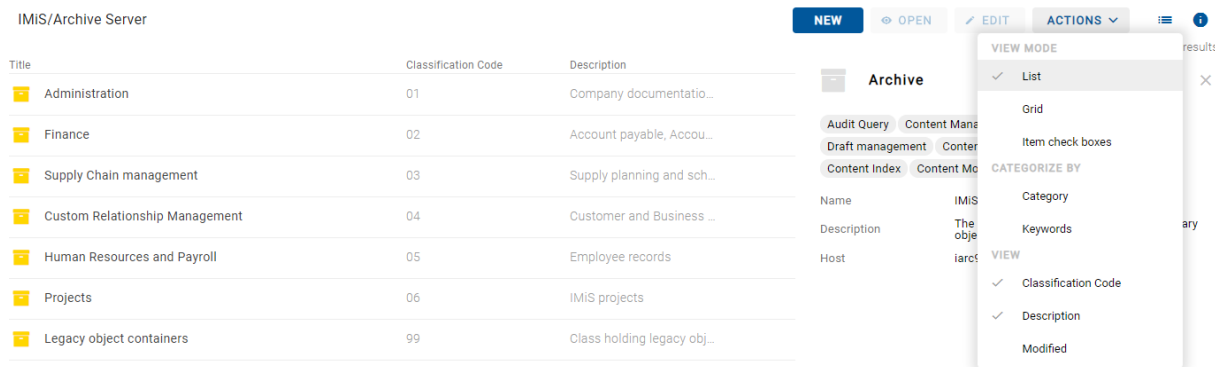 IMiS/Archive Server
NEW OPEN EDIT ACTIONS
results
Title Classification Code Description
Administration 01 Company documentatio...
Finance 02 Account payable, Accou...
Supply Chain management 03 Supply planning and sch...
Custom Relationship Management 04 Customer and Business ...
Human Resources and Payroll 05 Employee records
Projects 06 IMiS projects
Legacy object containers 99 Class holding legacy obj...
Archive
Audit Query Content Mana
Draft management Conter
Content Index Content Mo
Name IMiS
Description The ary
obje
Host iarc
VIEW MODE
List
Grid
Item check boxes
CATEGORIZE BY
Category
Keywords
VIEW
Classification Code
Description
Modified